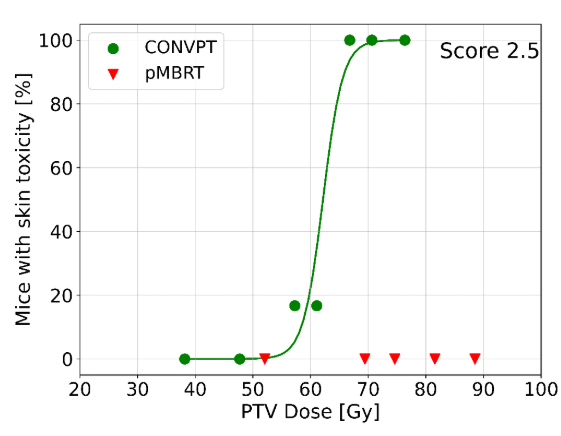 100
80
60
40
20
0
Mice with skin toxicity [%]
CONVPT
pMBRT
Score 2.5
20 30 40 50 60 70 80 90 100
PTV Dose [Gy]